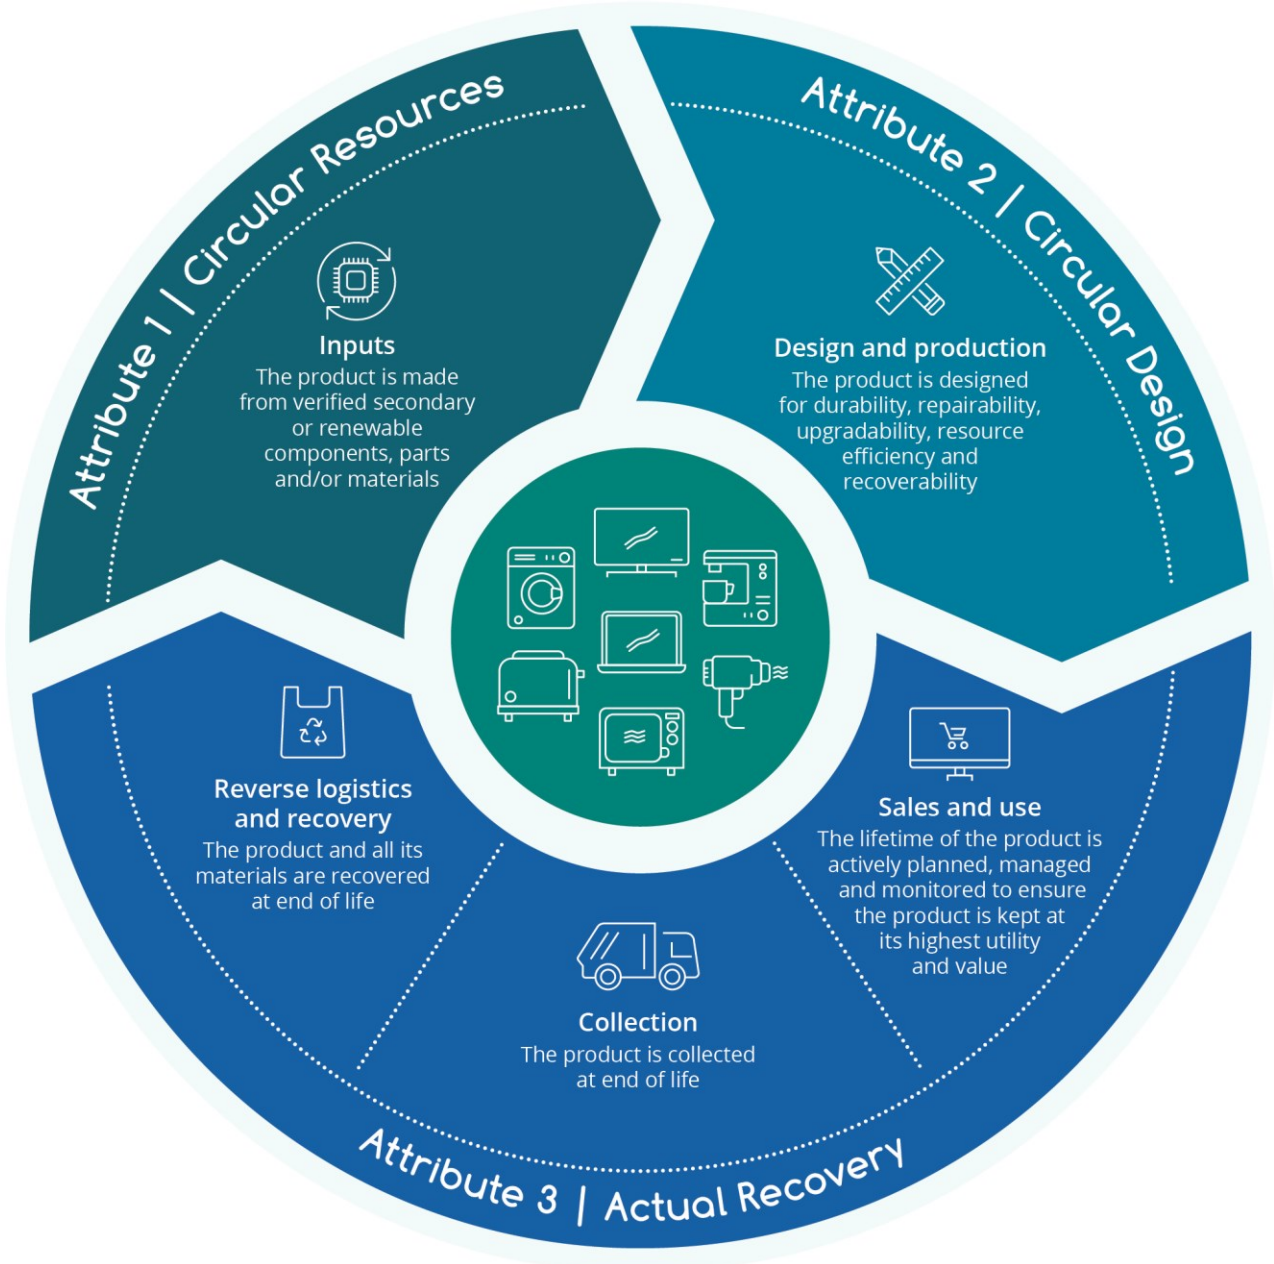 Attribute 1 | Circular Resources
Inputs
The product is made
from verified secondary
or renewable
components, parts
and/or materials
Attribute 2 | Circular Design
Design and production
The product is designed
for durability, repairability,
upgradability, resource
efficiency and
recoverability
Sales and use
The lifetime of the product is
actively planned, managed
and monitored to ensure
the product is kept at
its highest utility
and value
Collection
The product is collected
at end of life
Reverse logistics
and recovery
The product and all its
materials are recovered
at end of life
Attribute 3 | Actual Recovery